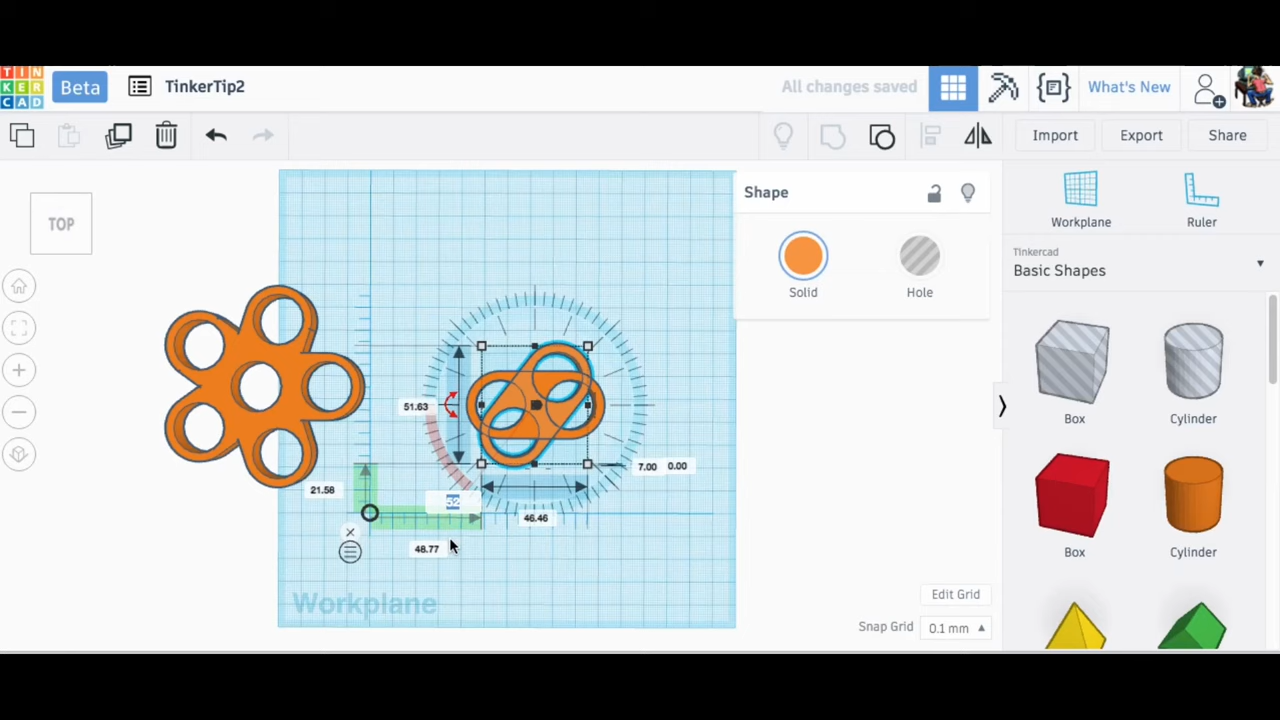 TIN
KER
CAD
Beta
TinkerTip2
All changes saved
What's New
Import
Export
Share
TOP
Shape
Solid
Hole
Workplane
Ruler
Tinkercad
Basic Shapes
Box
Cylinder
Box
Cylinder
51.63
7.00
0.00
21.58
52
46.46
48.77
Workplane
Edit Grid
Snap Grid
0.1 mm